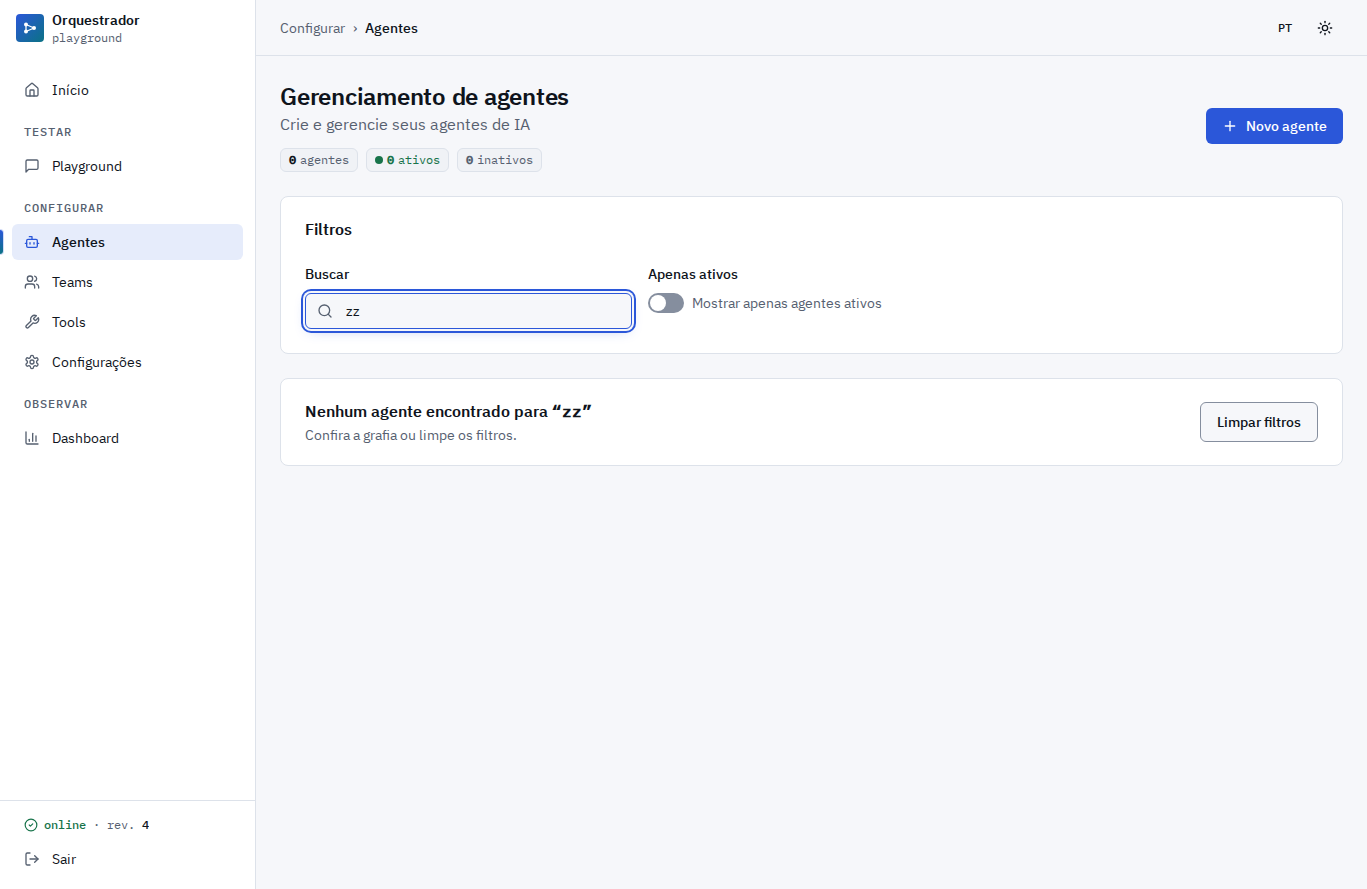 Orquestrador
playground
Início
TESTAR
Playground
CONFIGURAR
Agentes
Teams
Tools
Configurações
OBSERVAR
Dashboard
online · rev. 4
Sair
Configurar › Agentes
PT
Gerenciamento de agentes
Crie e gerencie seus agentes de IA
0 agentes
0 ativos
0 inativos
Novo agente
Filtros
Buscar
zz
Apenas ativos
Mostrar apenas agentes ativos
Nenhum agente encontrado para “zz”
Confira a grafia ou limpe os filtros.
Limpar filtros